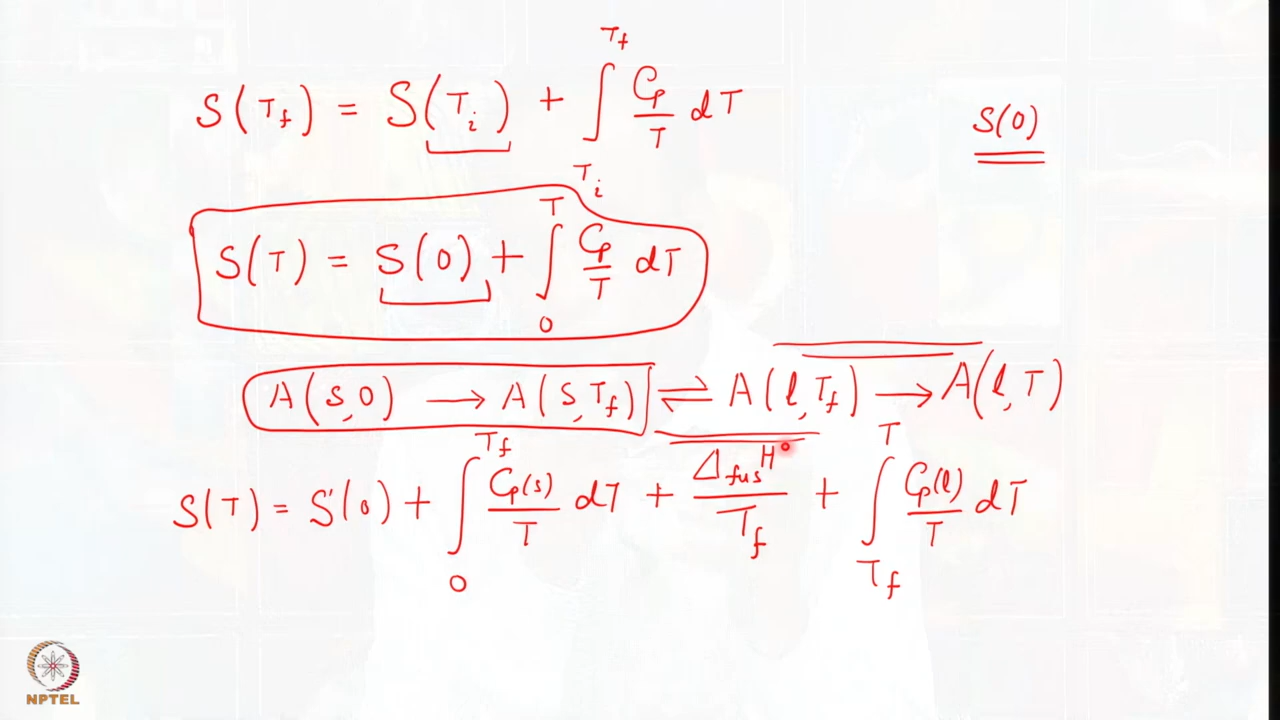 S(T_f) = S(T_i) + ∫_{T_i}^{T_f} C_p/T dT
S(0)
S(T) = S(0) + ∫_0^T C_p/T dT
A(s,0) → A(s,T_f) ⇌ A(l,T_f) → A(l,T)
S(T) = S(0) + ∫_0^{T_f} C_p(s)/T dT + Δ_fus H°/T_f + ∫_{T_f}^T C_p(l)/T dT
NPTEL